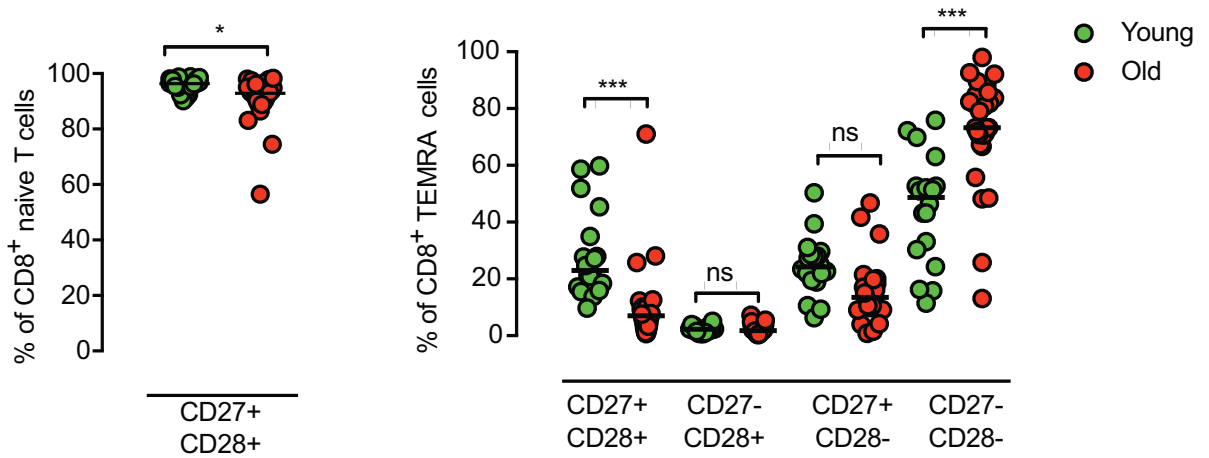 % of CD8+ naive T cells
100
80
60
40
20
0
*
CD27+
CD28+
% of CD8+ TEMRA cells
100
80
60
40
20
0
***
ns
ns
***
CD27+
CD28+
CD27-
CD28+
CD27+
CD28-
CD27-
CD28-
Young
Old